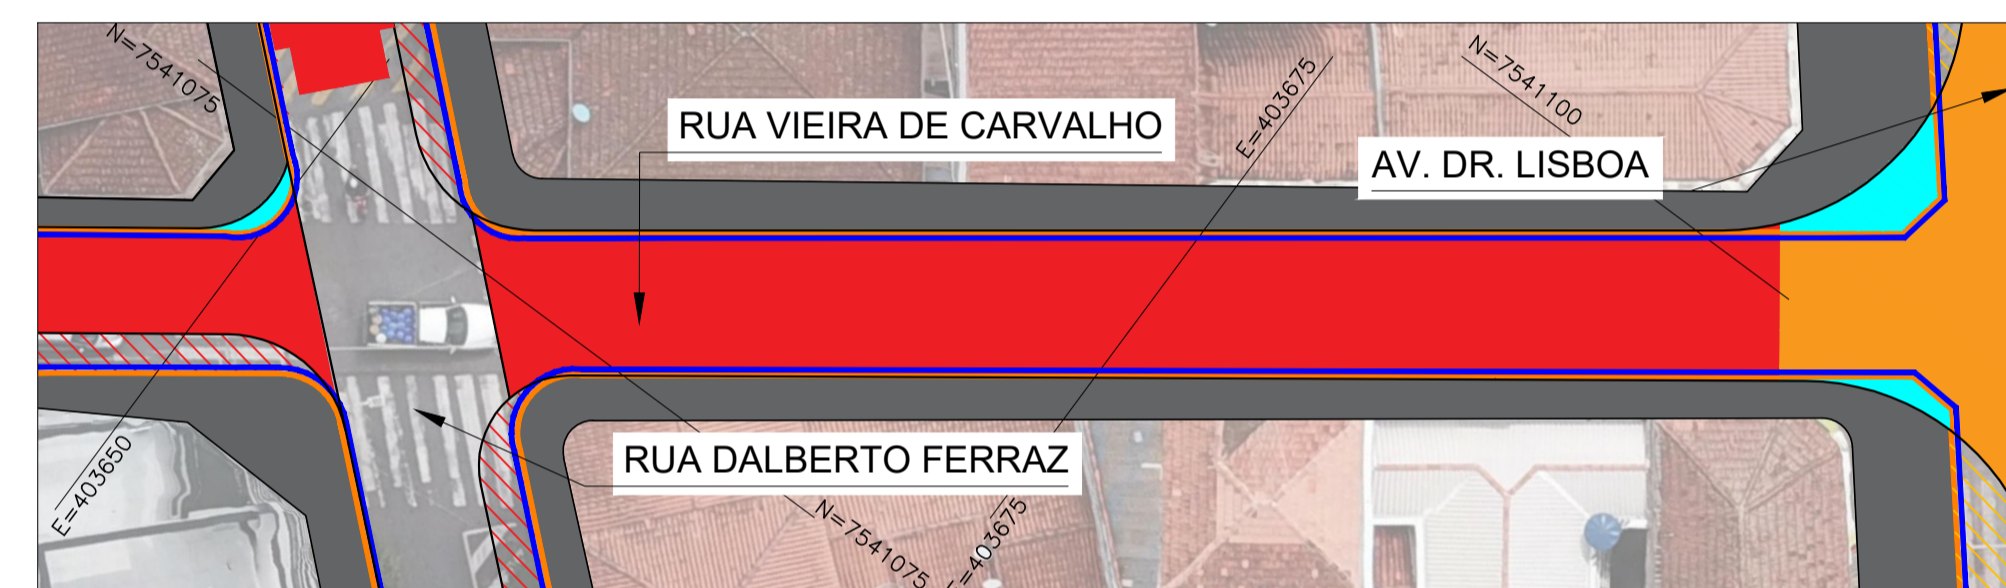 N=7541075
RUA VIEIRA DE CARVALHO
E=403675
N=7541100
AV. DR. LISBOA
E=403650
RUA DALBERTO FERRAZ
N=7541075
E=403675